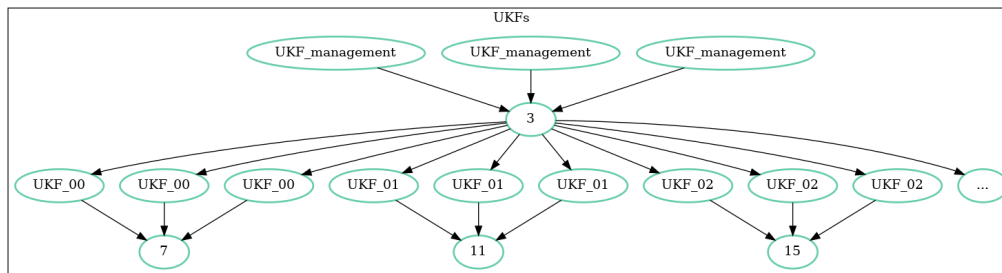 UKFs
UKF_management UKF_management UKF_management
3
UKF_00 UKF_00 UKF_00 UKF_01 UKF_01 UKF_01 UKF_02 UKF_02 UKF_02 ...
7 11 15